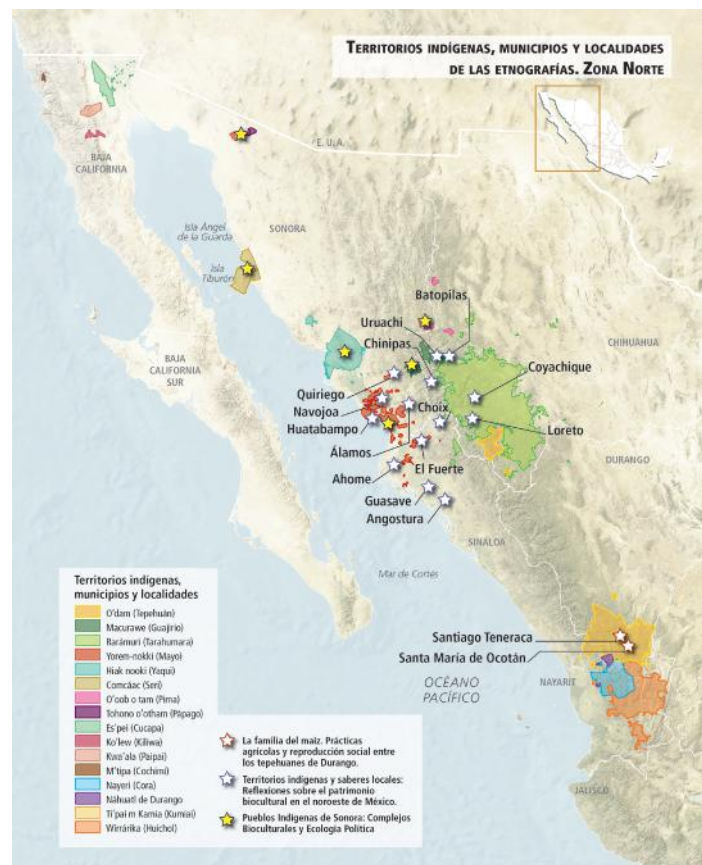 TERRITORIOS INDÍGENAS, MUNICIPIOS Y LOCALIDADES
DE LAS ETNOGRAFÍAS. ZONA NORTE
E. U. A.
BAJA
CALIFORNIA
Isla Ángel
de la Guarda
SONORA
Isla
Tiburón
Batopilas
Uruachi
Chinipas
CHIHUAHUA
BAJA
CALIFORNIA
SUR
Coyachique
Quiriego
Navojoa
Choix
Huatabampo
Loreto
Álamos
El Fuerte
DURANGO
Ahome
Guasave
Angostura
SINALOA
Mar de Cortés
Santiago Teneraca
Santa María de Ocotán
OCÉANO
PACÍFICO
NAYARIT
JALISCO
Territorios indígenas,
municipios y localidades
O'dam (Tepehuán)
Macurawe (Guajirio)
Rarámuri (Tarahumara)
Yorem-nokki (Mayo)
Hiak nooki (Yaqui)
Comcáac (Seri)
O'oob o tam (Pima)
Tohono o'otham (Pápago)
Es'pei (Cucapa)
Ko'lew (Kiliwa)
Kwa'ala (Paipai)
M'tipa (Cochimi)
Nayeri (Cora)
Náhuatl de Durango
Ti'pai m Kamia (Kumiai)
Wirrárika (Huichol)
La familia del maíz. Prácticas
agrícolas y reproducción social entre
los tepehuanes de Durango.
Territorios indígenas y saberes locales:
Reflexiones sobre el patrimonio
biocultural en el noroeste de México.
Pueblos Indígenas de Sonora: Complejos
Bioculturales y Ecología Política